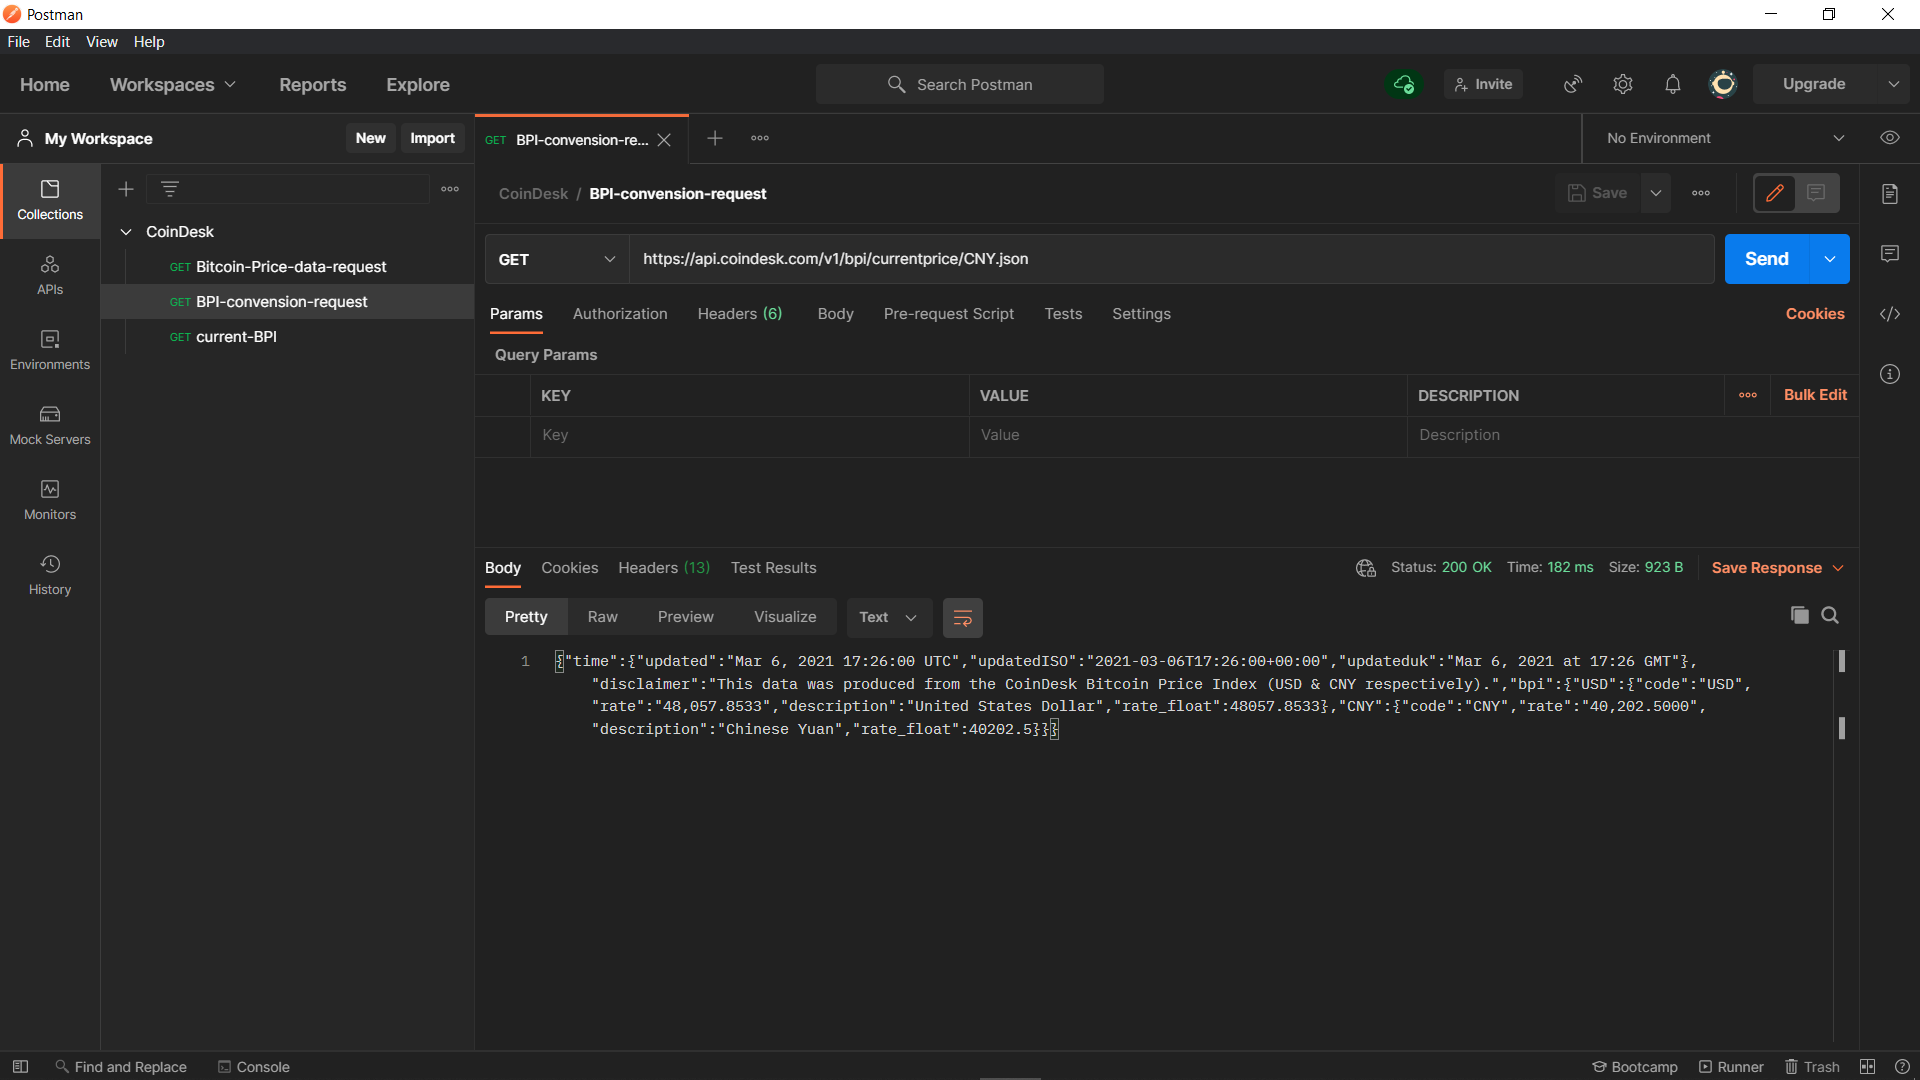 Postman
File Edit View Help
Home Workspaces Reports Explore Search Postman Invite Upgrade
My Workspace New Import GET BPI-convension-re... No Environment
Collections
CoinDesk / BPI-convension-request Save
CoinDesk
GET Bitcoin-Price-data-request
GET BPI-convension-request
GET current-BPI
APIs
Environments
Mock Servers
Monitors
History
GET https://api.coindesk.com/v1/bpi/currentprice/CNY.json Send
Params Authorization Headers (6) Body Pre-request Script Tests Settings Cookies
Query Params
KEY VALUE DESCRIPTION Bulk Edit
Key Value Description
Body Cookies Headers (13) Test Results Status: 200 OK Time: 182 ms Size: 923 B Save Response
Pretty Raw Preview Visualize Text
1 {"time":{"updated":"Mar 6, 2021 17:26:00 UTC","updatedISO":"2021-03-06T17:26:00+00:00","updateduk":"Mar 6, 2021 at 17:26 GMT"},
"disclaimer":"This data was produced from the CoinDesk Bitcoin Price Index (USD & CNY respectively).","bpi":{"USD":{"code":"USD",
"rate":"48,057.8533","description":"United States Dollar","rate_float":48057.8533},"CNY":{"code":"CNY","rate":"40,202.5000",
"description":"Chinese Yuan","rate_float":40202.5}}}
Find and Replace Console Bootcamp Runner Trash